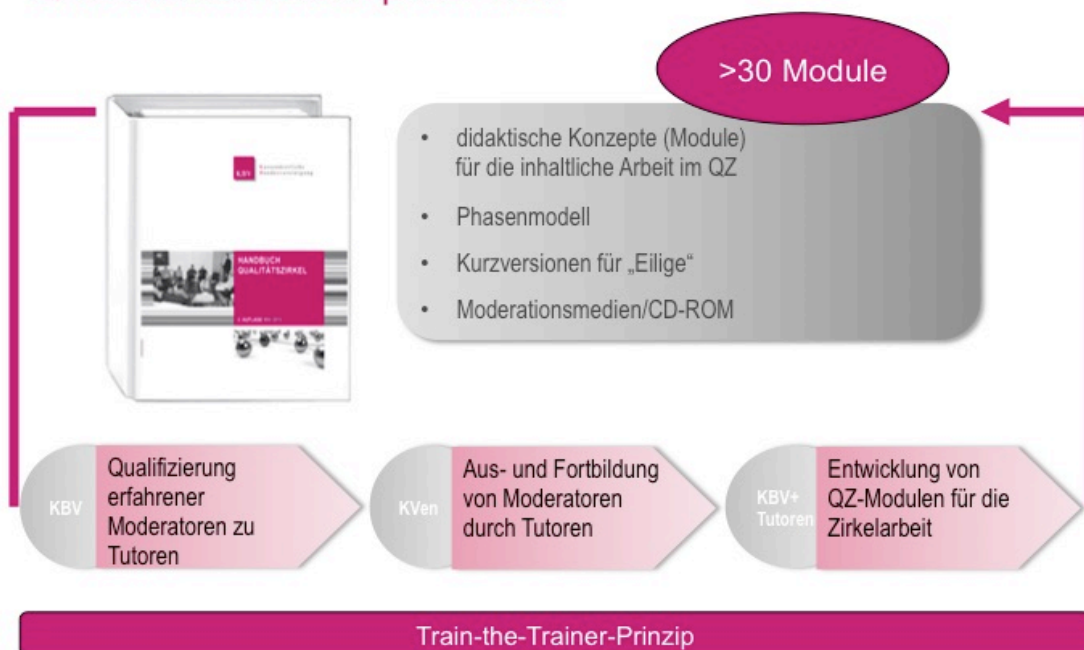 >30 Module
• didaktische Konzepte (Module)
für die inhaltliche Arbeit im QZ
• Phasenmodell
• Kurzversionen für „Eilige“
• Moderationsmedien/CD-ROM
KBV
HANDBUCH
QUALITÄTSZIRKEL
KBV
Qualifizierung
erfahrener
Moderatoren zu
Tutoren
KVen
Aus- und Fortbildung
von Moderatoren
durch Tutoren
KBV+
Tutoren
Entwicklung von
QZ-Modulen für die
Zirkelarbeit
Train-the-Trainer-Prinzip